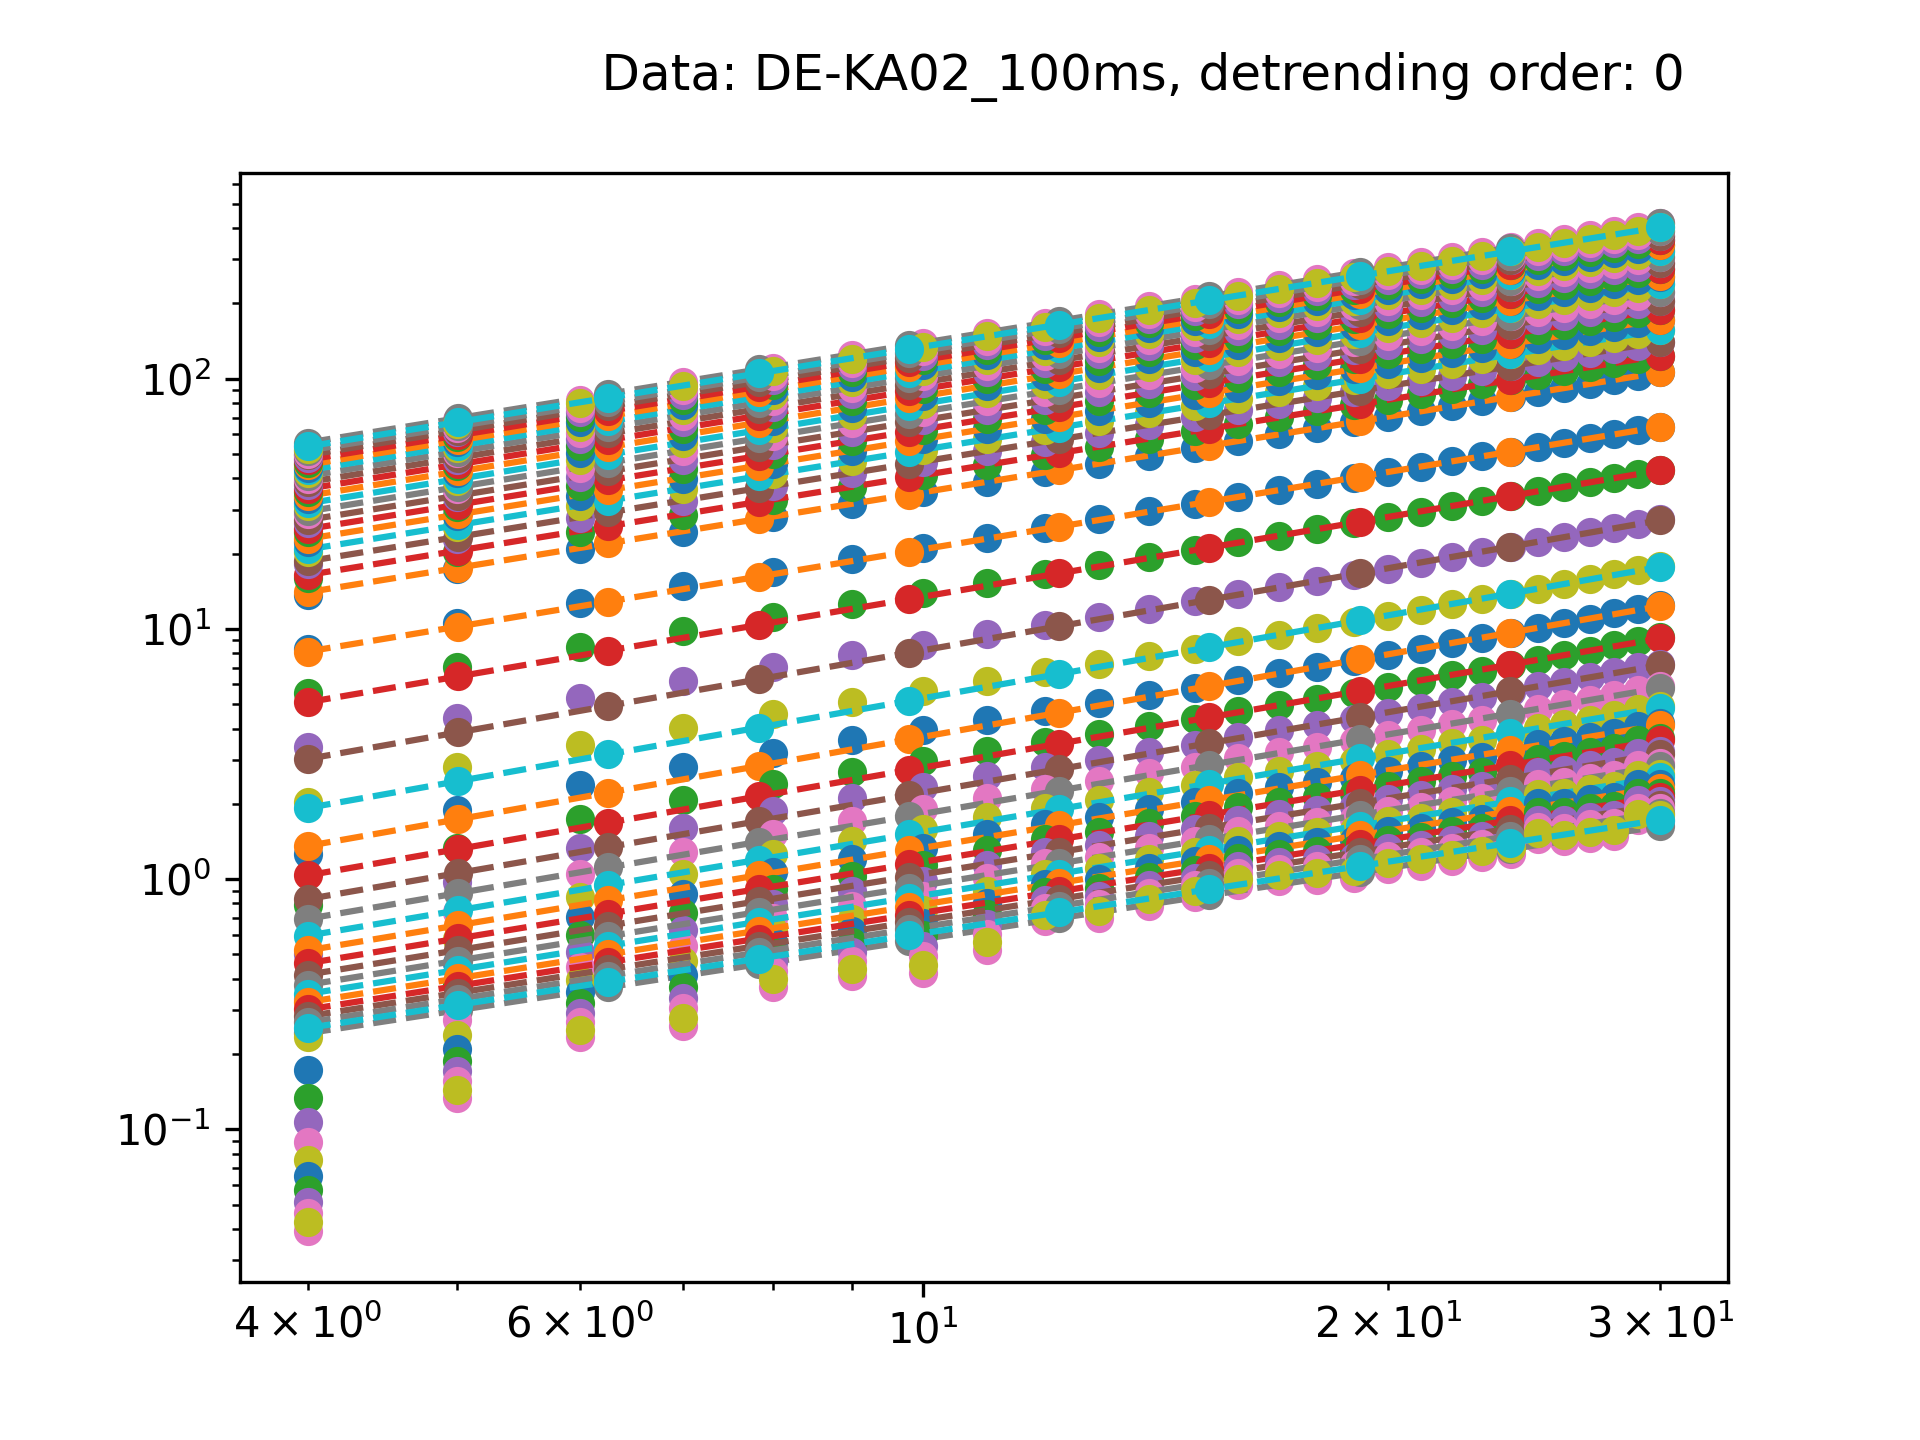 Data: DE-KA02_100ms, detrending order: 0
10²
10¹
10⁰
10⁻¹
4 × 10⁰
6 × 10⁰
10¹
2 × 10¹
3 × 10¹